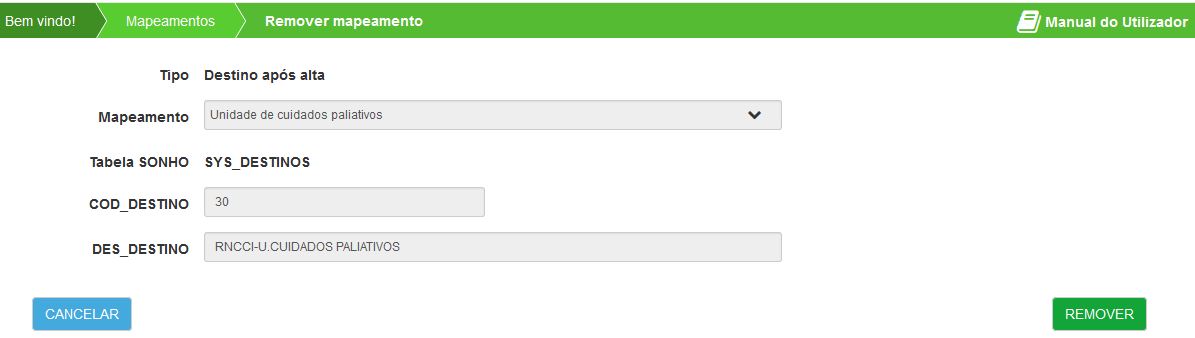 Bem vindo! Mapeamentos Remover mapeamento Manual do Utilizador
Tipo Destino após alta
Mapeamento Unidade de cuidados paliativos
Tabela SONHO SYS_DESTINOS
COD_DESTINO 30
DES_DESTINO RNCCI-U.CUIDADOS PALIATIVOS
CANCELAR REMOVER